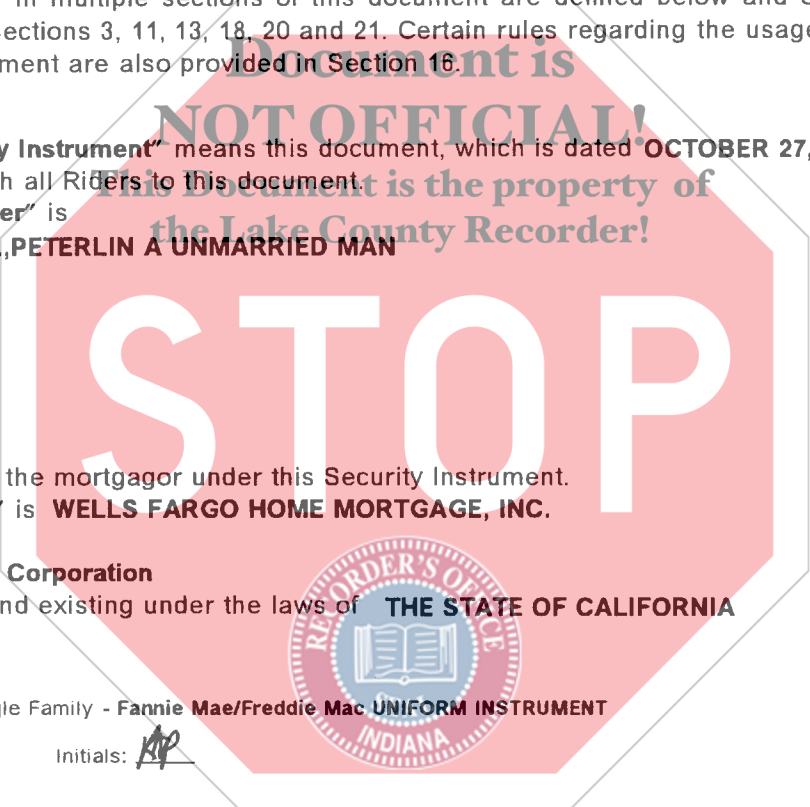 in multiple sections of this document are defined below and
ections 3, 11, 13, 18, 20 and 21. Certain rules regarding the usage
ment are also provided in Section 16.
Document is
NOT OFFICIAL!
This Document is the property of
the Lake County Recorder!
y Instrument" means this document, which is dated OCTOBER 27,
h all Riders to this document.
er" is
.,PETERLIN A UNMARRIED MAN
STOP
the mortgagor under this Security Instrument.
" is WELLS FARGO HOME MORTGAGE, INC.
Corporation
nd existing under the laws of THE STATE OF CALIFORNIA
RECORDER'S OFFICE
SEAL
INDIANA
gle Family - Fannie Mae/Freddie Mac UNIFORM INSTRUMENT
Initials: